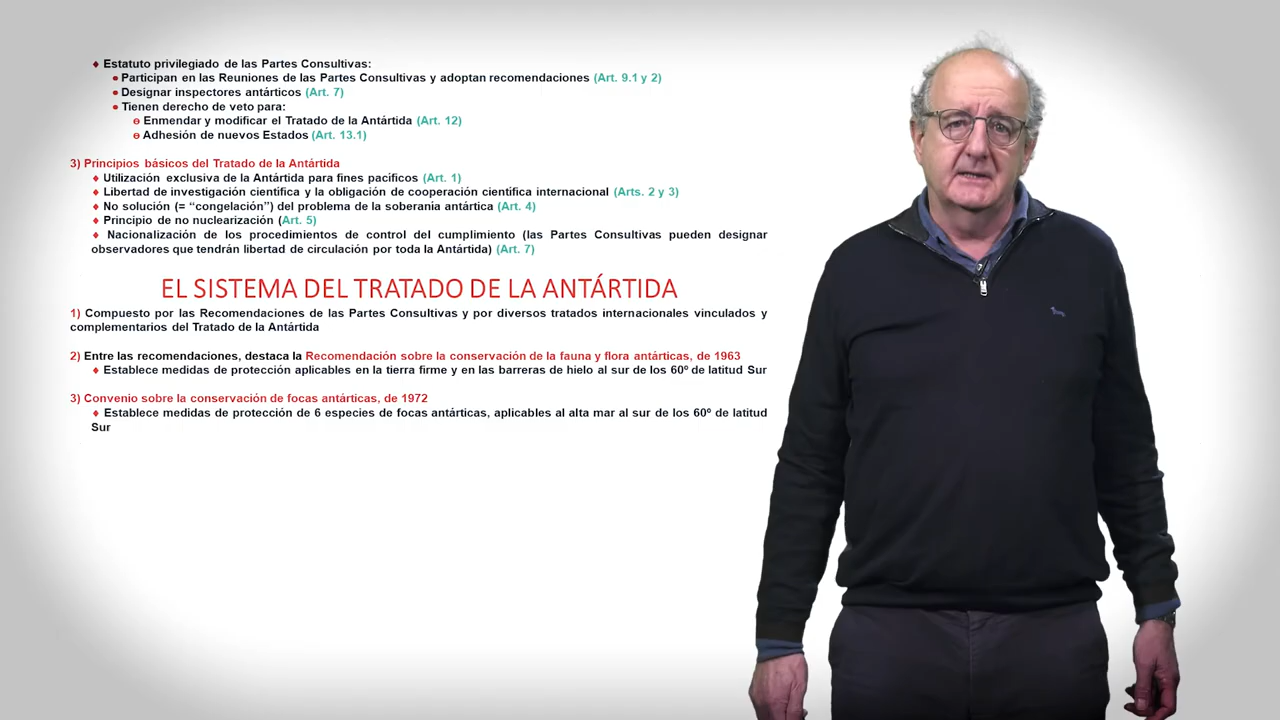 ♦ Estatuto privilegiado de las Partes Consultivas:
● Participan en las Reuniones de las Partes Consultivas y adoptan recomendaciones (Art. 9.1 y 2)
● Designar inspectores antárticos (Art. 7)
● Tienen derecho de veto para:
ɵ Enmendar y modificar el Tratado de la Antártida (Art. 12)
ɵ Adhesión de nuevos Estados (Art. 13.1)
3) Principios básicos del Tratado de la Antártida
♦ Utilización exclusiva de la Antártida para fines pacíficos (Art. 1)
♦ Libertad de investigación científica y la obligación de cooperación científica internacional (Arts. 2 y 3)
♦ No solución (= “congelación”) del problema de la soberanía antártica (Art. 4)
♦ Principio de no nuclearización (Art. 5)
♦ Nacionalización de los procedimientos de control del cumplimiento (las Partes Consultivas pueden designar
observadores que tendrán libertad de circulación por toda la Antártida) (Art. 7)
EL SISTEMA DEL TRATADO DE LA ANTÁRTIDA
1) Compuesto por las Recomendaciones de las Partes Consultivas y por diversos tratados internacionales vinculados y
complementarios del Tratado de la Antártida
2) Entre las recomendaciones, destaca la Recomendación sobre la conservación de la fauna y flora antárticas, de 1963
♦ Establece medidas de protección aplicables en la tierra firme y en las barreras de hielo al sur de los 60º de latitud Sur
3) Convenio sobre la conservación de focas antárticas, de 1972
♦ Establece medidas de protección de 6 especies de focas antárticas, aplicables al alta mar al sur de los 60º de latitud
Sur